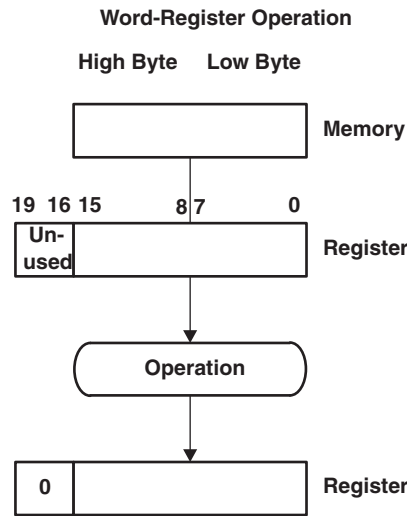 Word-Register Operation
High Byte Low Byte
Memory
19 16 15 8 7 0
Un-
used
Register
Operation
0
Register